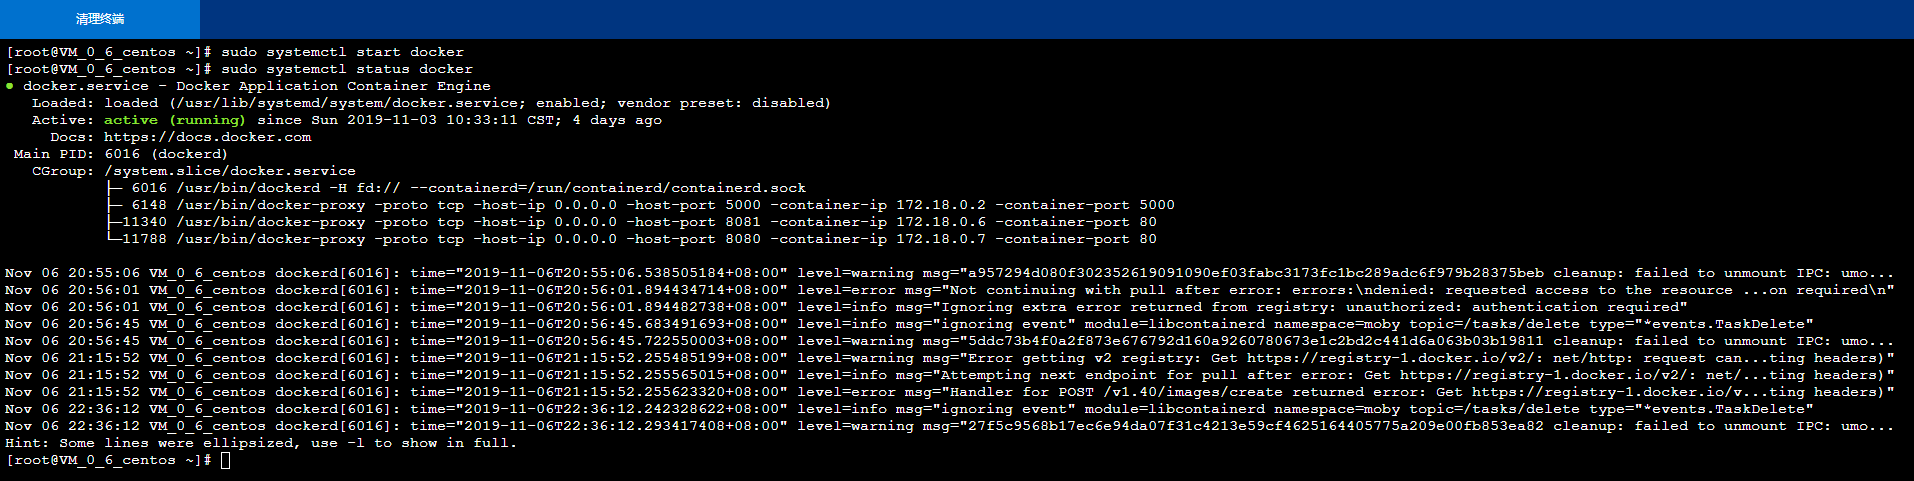 清理终端
[root@VM_0_6_centos ~]# sudo systemctl start docker
[root@VM_0_6_centos ~]# sudo systemctl status docker
● docker.service - Docker Application Container Engine
Loaded: loaded (/usr/lib/systemd/system/docker.service; enabled; vendor preset: disabled)
Active: active (running) since Sun 2019-11-03 10:33:11 CST; 4 days ago
Docs: https://docs.docker.com
Main PID: 6016 (dockerd)
CGroup: /system.slice/docker.service
├─ 6016 /usr/bin/dockerd -H fd:// --containerd=/run/containerd/containerd.sock
├─ 6148 /usr/bin/docker-proxy -proto tcp -host-ip 0.0.0.0 -host-port 5000 -container-ip 172.18.0.2 -container-port 5000
├─11340 /usr/bin/docker-proxy -proto tcp -host-ip 0.0.0.0 -host-port 8081 -container-ip 172.18.0.6 -container-port 80
└─11788 /usr/bin/docker-proxy -proto tcp -host-ip 0.0.0.0 -host-port 8080 -container-ip 172.18.0.7 -container-port 80
Nov 06 20:55:06 VM_0_6_centos dockerd[6016]: time="2019-11-06T20:55:06.538505184+08:00" level=warning msg="a957294d080f302352619091090ef03fabc3173fc1bc289adc6f979b28375beb cleanup: failed to unmount IPC: umo...
Nov 06 20:56:01 VM_0_6_centos dockerd[6016]: time="2019-11-06T20:56:01.894434714+08:00" level=error msg="Not continuing with pull after error: errors:\ndenied: requested access to the resource ...on required\n"
Nov 06 20:56:01 VM_0_6_centos dockerd[6016]: time="2019-11-06T20:56:01.894482738+08:00" level=info msg="Ignoring extra error returned from registry: unauthorized: authentication required"
Nov 06 20:56:45 VM_0_6_centos dockerd[6016]: time="2019-11-06T20:56:45.683491693+08:00" level=info msg="ignoring event" module=libcontainerd namespace=moby topic=/tasks/delete type="*events.TaskDelete"
Nov 06 20:56:45 VM_0_6_centos dockerd[6016]: time="2019-11-06T20:56:45.722550003+08:00" level=warning msg="5ddc73b4f0a2f873e676792d160a9260780673e1c2bd2c441d6a063b03b19811 cleanup: failed to unmount IPC: umo...
Nov 06 21:15:52 VM_0_6_centos dockerd[6016]: time="2019-11-06T21:15:52.255485199+08:00" level=warning msg="Error getting v2 registry: Get https://registry-1.docker.io/v2/: net/http: request can...ting headers)"
Nov 06 21:15:52 VM_0_6_centos dockerd[6016]: time="2019-11-06T21:15:52.255565015+08:00" level=info msg="Attempting next endpoint for pull after error: Get https://registry-1.docker.io/v2/: net/...ting headers)"
Nov 06 21:15:52 VM_0_6_centos dockerd[6016]: time="2019-11-06T21:15:52.255623320+08:00" level=error msg="Handler for POST /v1.40/images/create returned error: Get https://registry-1.docker.io/v...ting headers)"
Nov 06 22:36:12 VM_0_6_centos dockerd[6016]: time="2019-11-06T22:36:12.242328622+08:00" level=info msg="ignoring event" module=libcontainerd namespace=moby topic=/tasks/delete type="*events.TaskDelete"
Nov 06 22:36:12 VM_0_6_centos dockerd[6016]: time="2019-11-06T22:36:12.293417408+08:00" level=warning msg="27f5c9568b17ec6e94da07f31c4213e59cf4625164405775a209e00fb853ea82 cleanup: failed to unmount IPC: umo...
Hint: Some lines were ellipsized, use -l to show in full.
[root@VM_0_6_centos ~]#